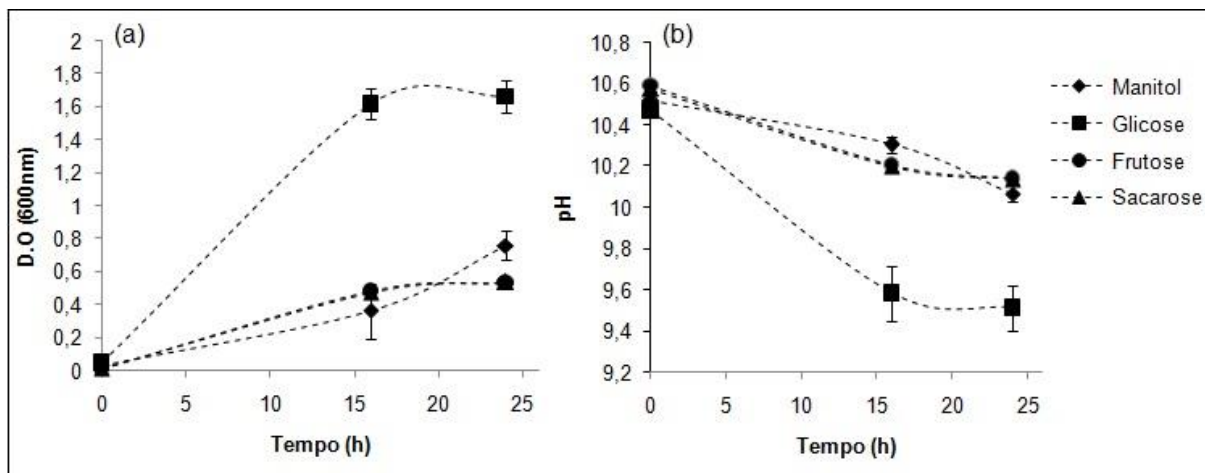 (a)
2
1,8
1,6
1,4
1,2
1
0,8
0,6
0,4
0,2
0
D.O (600nm)
0 5 10 15 20 25
Tempo (h)
(b)
10,8
10,6
10,4
10,2
10
9,8
9,6
9,4
9,2
pH
0 5 10 15 20 25
Tempo (h)
Manitol
Glicose
Frutose
Sacarose